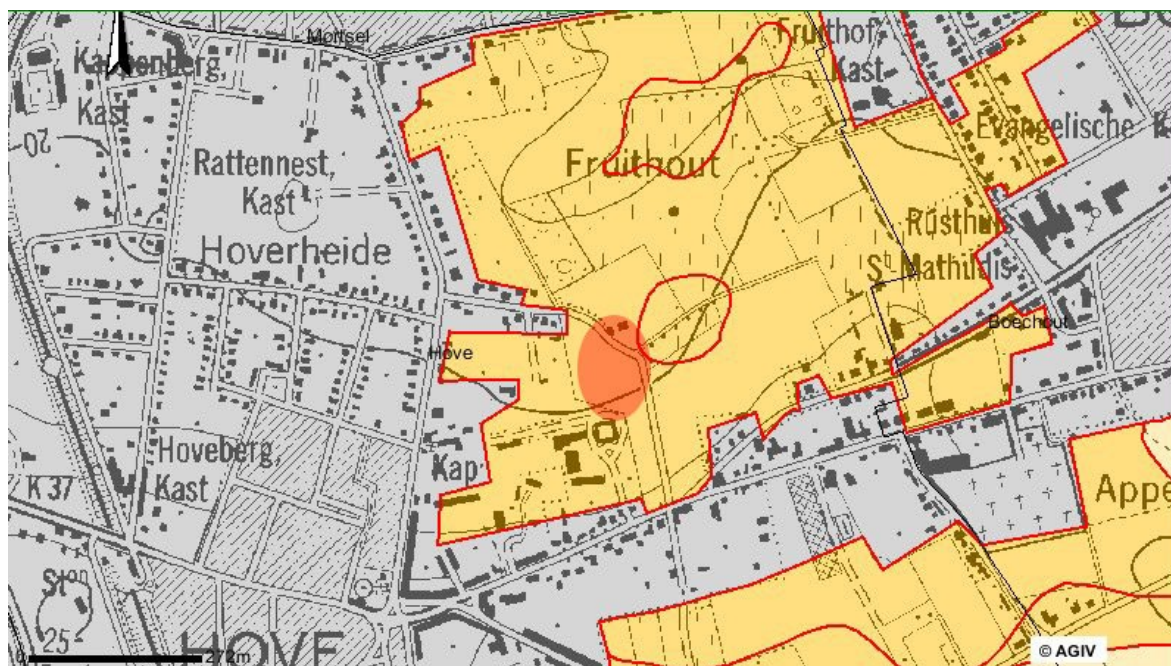 Mortsel
Kast
Fruithof
Kast
Rattennest,
Kast
Hoverheide
Fruithout
Evangelische
Rusthuis
St Mathildis
Boechout
Hove
Hoveberg,
Kast
Kap
K 37
20
Appe
Ston
25
HOVE
272m
© AGIV